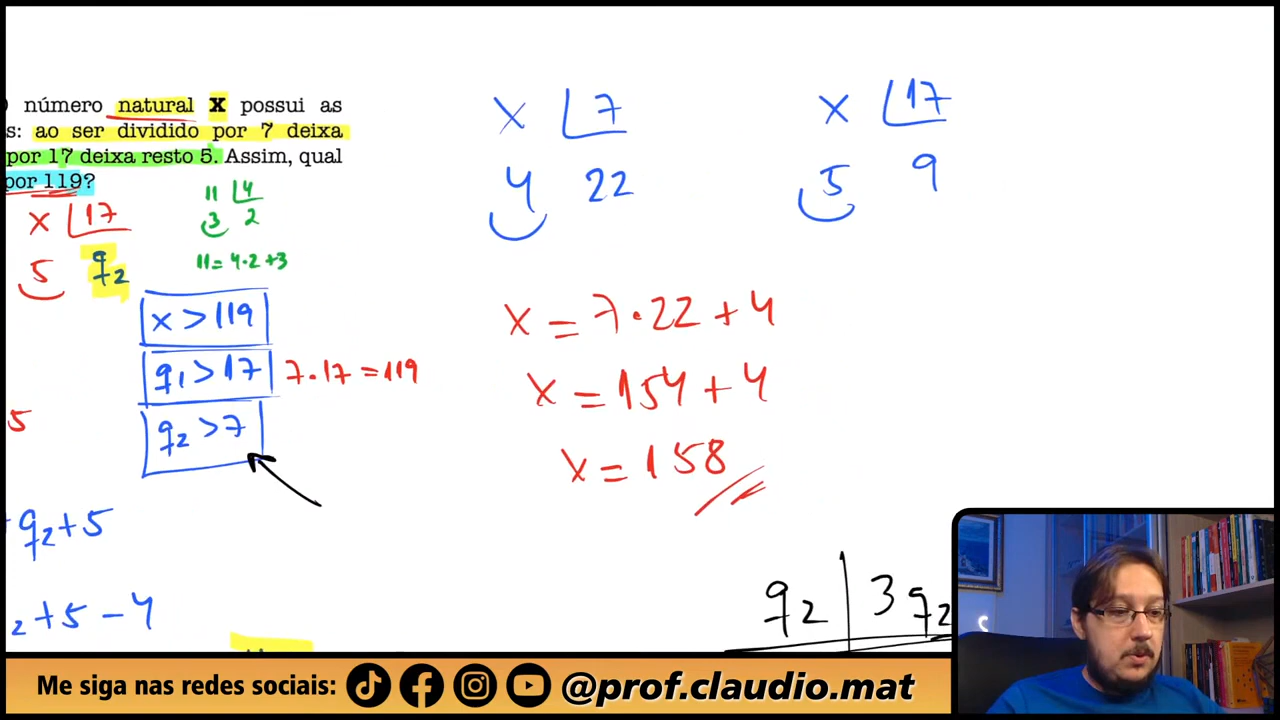 número natural X possui as
s: ao ser dividido por 7 deixa
por 17 deixa resto 5. Assim, qual
por 119?
x 17
5 q₂
11 4
3 2
11 = 4·2+3
x > 119
q₁ > 17
7·17 = 119
q₂ > 7
5
q₂+5
₂+5-4
x 7
4 22
x 17
5 9
x = 7·22+4
x = 154+4
x = 158
q₂ 3q₂
Me siga nas redes sociais: @prof.claudio.mat